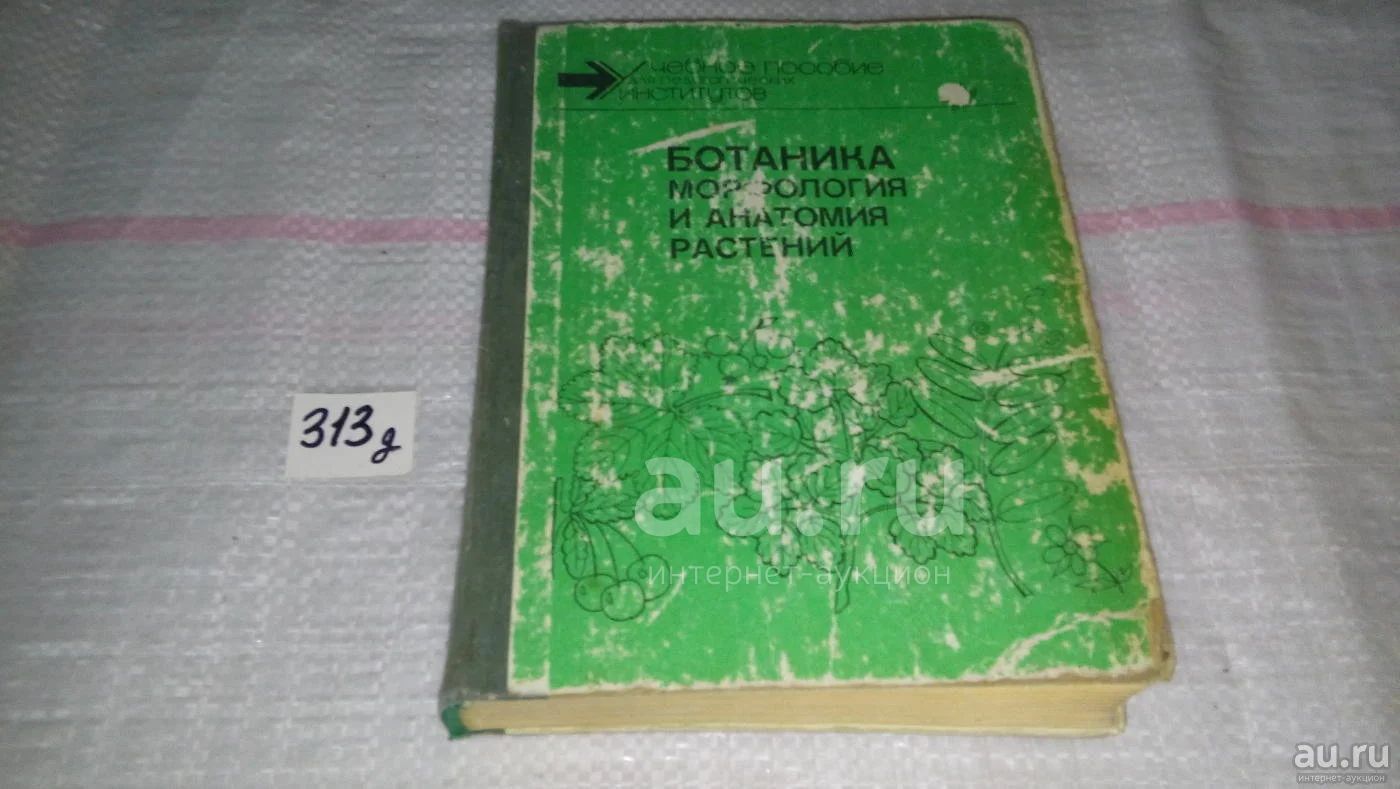 Учебное пособие
для педагогических
институтов
БОТАНИКА
МОРФОЛОГИЯ
И АНАТОМИЯ
РАСТЕНИЙ
313д
au.ru
интернет-аукцион
au.ru
интернет-аукцион